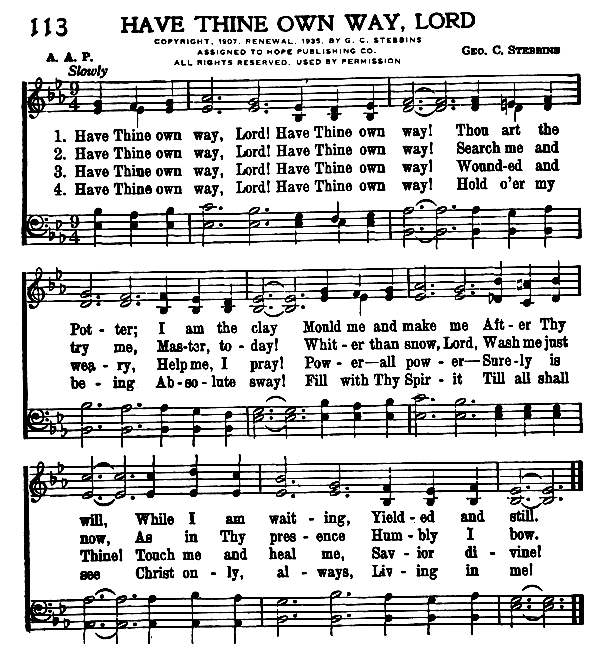 113 HAVE THINE OWN WAY, LORD
COPYRIGHT, 1907. RENEWAL, 1935, BY G. C. STEBBINS
ASSIGNED TO HOPE PUBLISHING CO.
ALL RIGHTS RESERVED. USED BY PERMISSION
A. A. P.
GEO. C. STEBBINS
Slowly
9
4
1. Have Thine own way, Lord! Have Thine own way! Thou art the
2. Have Thine own way, Lord! Have Thine own way! Search me and
3. Have Thine own way, Lord! Have Thine own way! Wound-ed and
4. Have Thine own way, Lord! Have Thine own way! Hold o'er my
9
4
Pot - ter; I am the clay Mould me and make me Aft-er Thy
try me, Mas-ter, to - day! Whit-er than snow, Lord, Wash me just
wea - ry, Help me, I pray! Pow-er—all pow-er—Sure-ly is
be - ing Ab-so-lute sway! Fill with Thy Spir - it Till all shall
will, While I am wait - ing, Yield - ed and still.
now, As in Thy pres - ence Hum - bly I bow.
Thine! Touch me and heal me, Sav - ior di - vine!
see Christ on - ly, al - ways, Liv - ing in me!